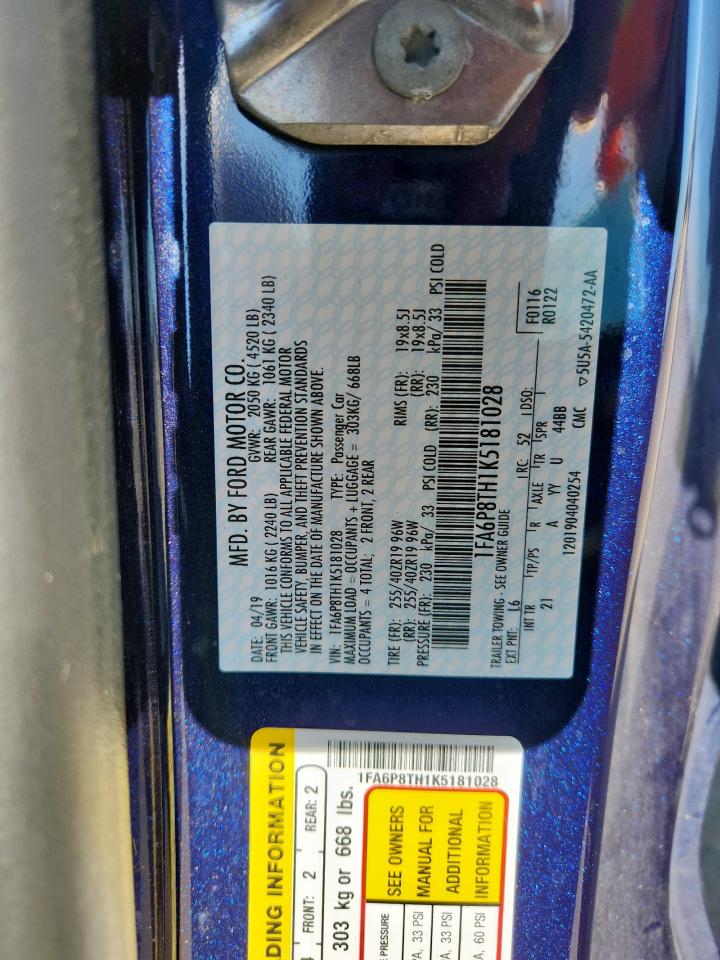 MFD. BY FORD MOTOR CO.
DATE: 04/19 GVWR: 2050 KG ( 4520 LB)
FRONT GAWR: 1016 KG ( 2240 LB) REAR GAWR: 1061 KG ( 2340 LB)
THIS VEHICLE CONFORMS TO ALL APPLICABLE FEDERAL MOTOR
VEHICLE SAFETY, BUMPER, AND THEFT PREVENTION STANDARDS
IN EFFECT ON THE DATE OF MANUFACTURE SHOWN ABOVE.
VIN: 1FA6P8TH1K5181028 TYPE: Passenger Car
MAXIMUM LOAD = OCCUPANTS + LUGGAGE = 303KG/ 668LB
OCCUPANTS = 4 TOTAL; 2 FRONT, 2 REAR
TIRE (FR): 255/40ZR19 96W RIMS (FR): 19x8.5J
(RR): 255/40ZR19 96W (RR): 19x8.5J
PRESSURE (FR): 230 kPa/ 33 PSI COLD (RR): 230 kPa/ 33 PSI COLD
1FA6P8TH1K5181028
TRAILER TOWING - SEE OWNER GUIDE F0116
EXT PNT: L6 RC: 52 DSO: R0122
INT TR TP/PS R AXLE TR SPR
21 A YY U 44BB
1201904040254 CMC ▽5U5A-5420472-AA
DING INFORMATION
FRONT: 2 REAR: 2
303 kg or 668 lbs.
1FA6P8TH1K5181028
PRESSURE SEE OWNERS
PA, 33 PSI MANUAL FOR
PA, 33 PSI ADDITIONAL
A, 60 PSI INFORMATION